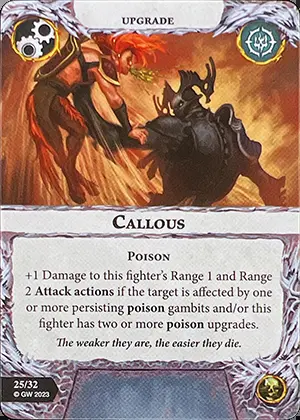 UPGRADE
CALLOUS
POISON
+1 Damage to this fighter's Range 1 and Range
2 Attack actions if the target is affected by one
or more persisting poison gambits and/or this
fighter has two or more poison upgrades.
The weaker they are, the easier they die.
25/32
© GW 2023